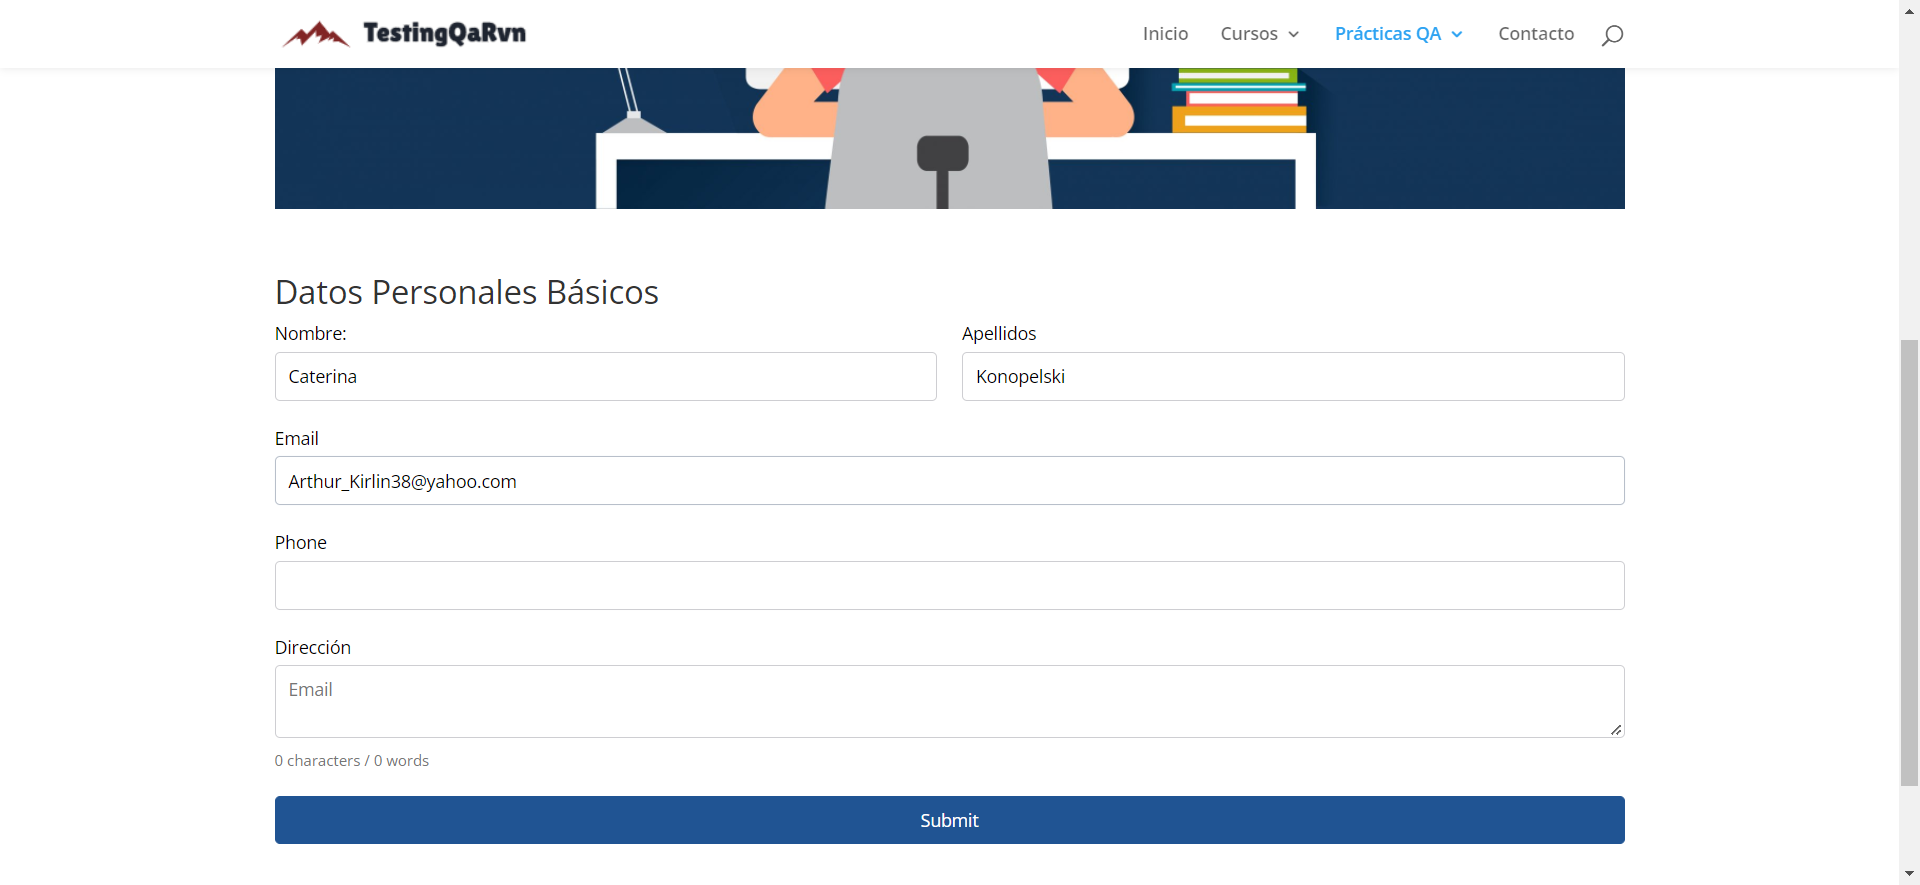 TestingQaRvn
Inicio Cursos Prácticas QA Contacto
Datos Personales Básicos
Nombre: Apellidos
Caterina Konopelski
Email
Arthur_Kirlin38@yahoo.com
Phone
Dirección
Email
0 characters / 0 words
Submit